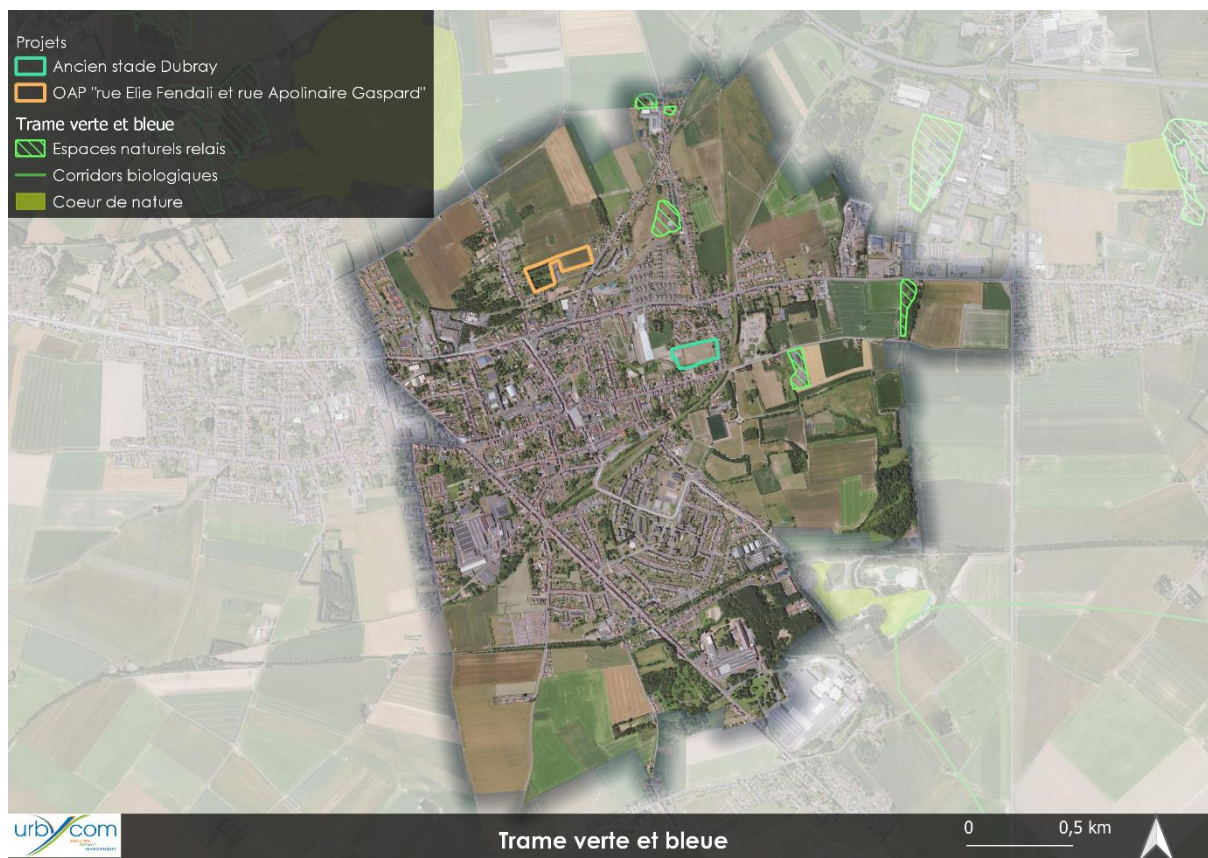 Projets
Ancien stade Dubray
OAP "rue Elie Fendali et rue Apolinaire Gaspard"
Trame verte et bleue
Espaces naturels relais
Corridors biologiques
Coeur de nature
urbycom
Trame verte et bleue
0 0,5 km